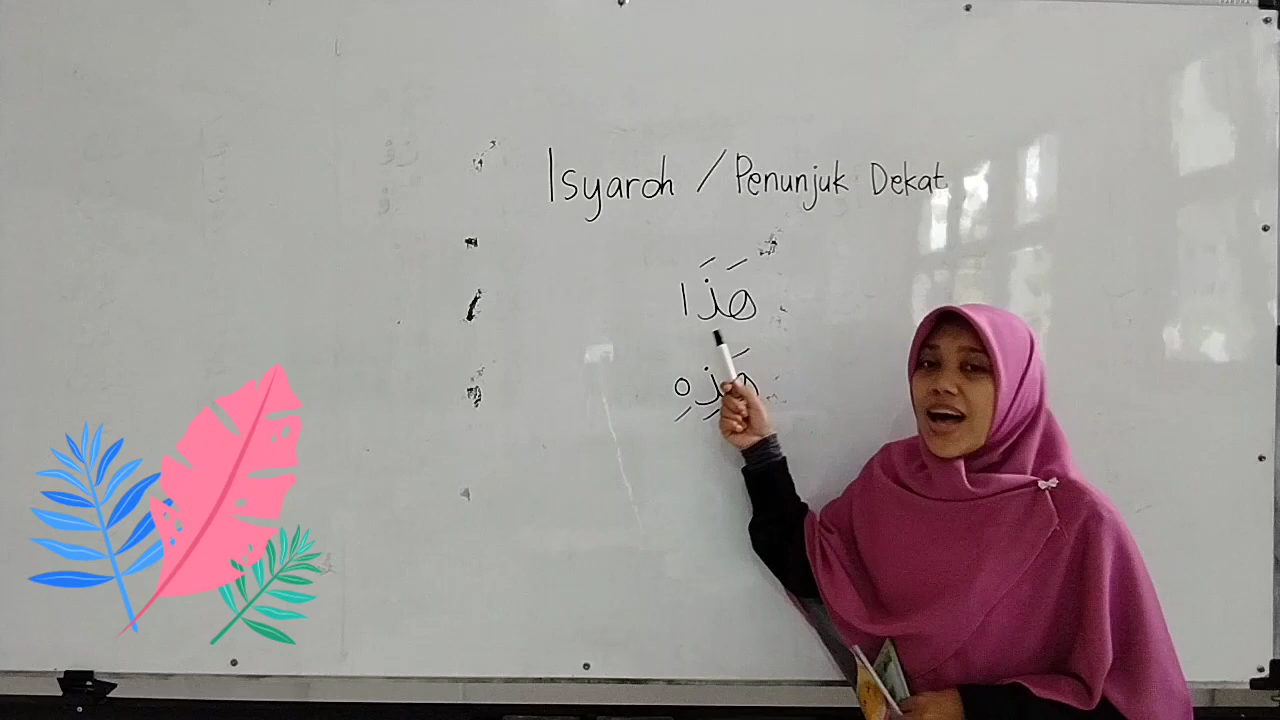 Isyaroh / Penunjuk Dekat
هَذَا
هَذِهِ